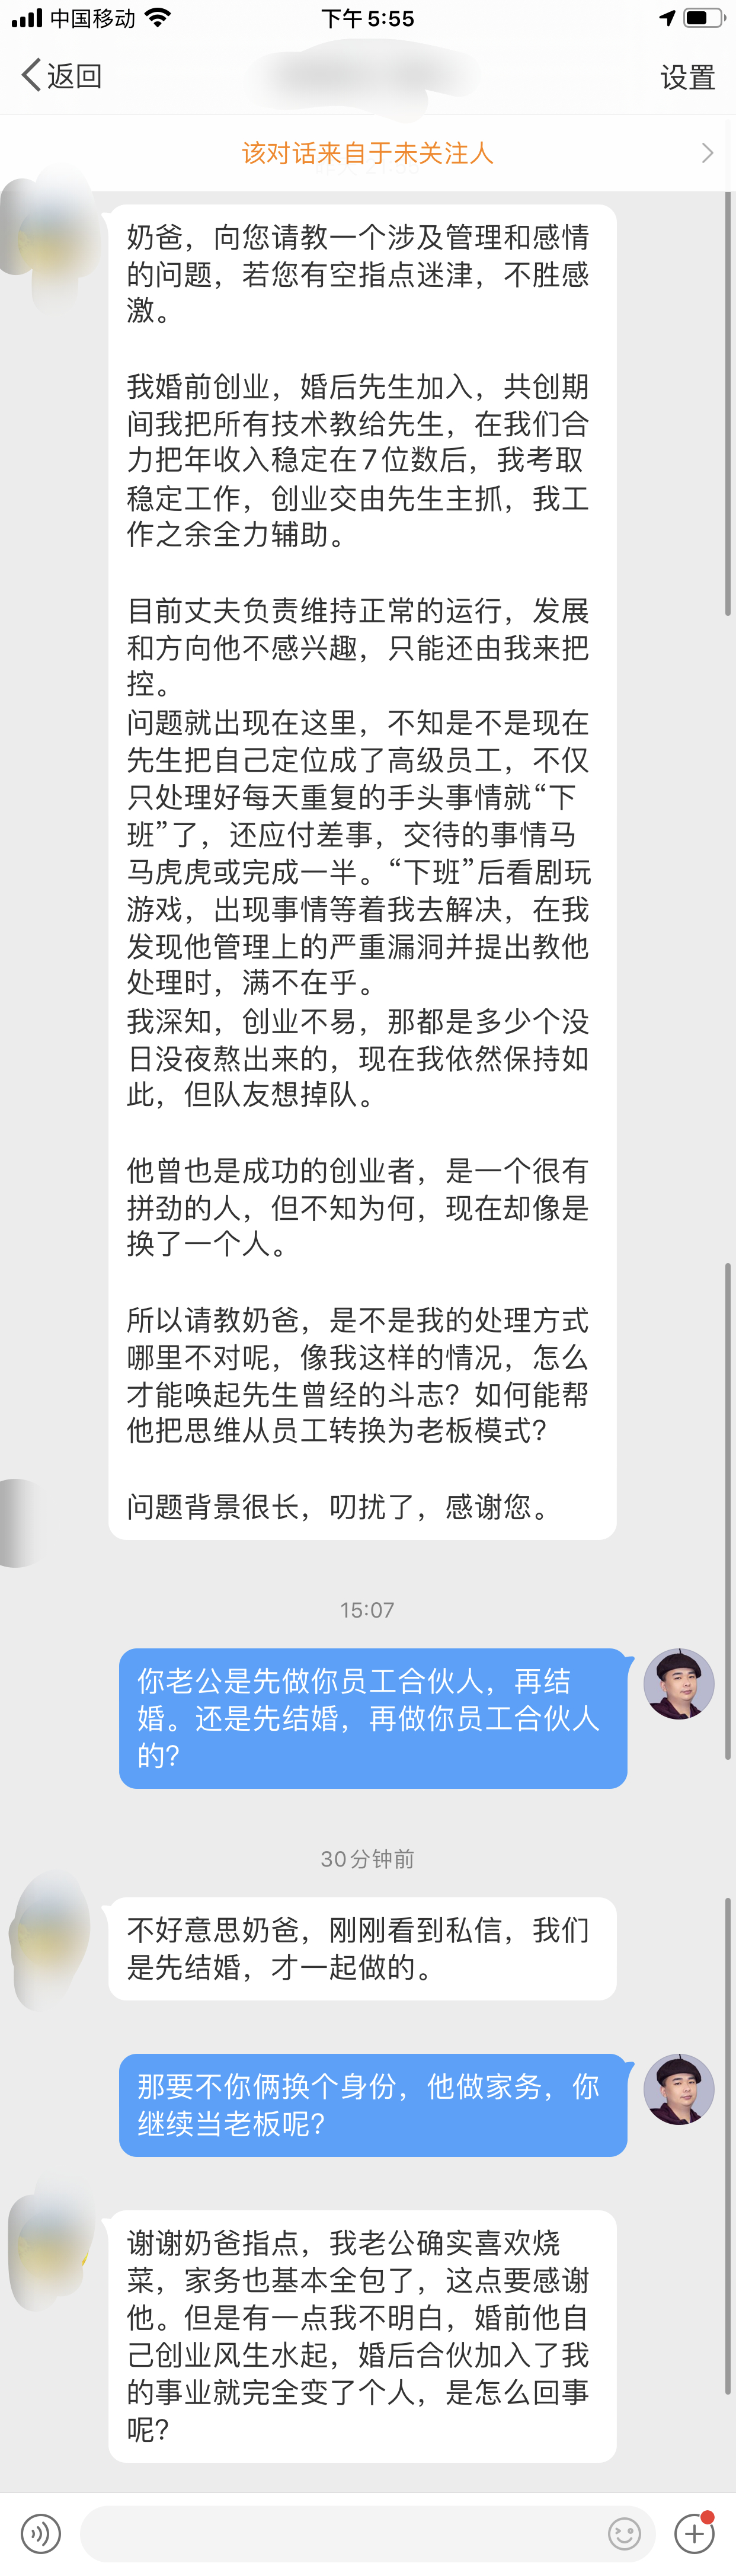 中国移动 下午 5:55
返回 设置
该对话来自于未关注人
奶爸，向您请教一个涉及管理和感情
的问题，若您有空指点迷津，不胜感
激。
我婚前创业，婚后先生加入，共创期
间我把所有技术教给先生，在我们合
力把年收入稳定在7位数后，我考取
稳定工作，创业交由先生主抓，我工
作之余全力辅助。
目前丈夫负责维持正常的运行，发展
和方向他不感兴趣，只能还由我来把
控。
问题就出现在这里，不知是不是现在
先生把自己定位成了高级员工，不仅
只处理好每天重复的手头事情就“下
班”了，还应付差事，交待的事情马
马虎虎或完成一半。“下班”后看剧玩
游戏，出现事情等着我去解决，在我
发现他管理上的严重漏洞并提出教他
处理时，满不在乎。
我深知，创业不易，那都是多少个没
日没夜熬出来的，现在我依然保持如
此，但队友想掉队。
他曾也是成功的创业者，是一个很有
拼劲的人，但不知为何，现在却像是
换了一个人。
所以请教奶爸，是不是我的处理方式
哪里不对呢，像我这样的情况，怎么
才能唤起先生曾经的斗志？如何能帮
他把思维从员工转换为老板模式？
问题背景很长，叨扰了，感谢您。
15:07
你老公是先做你员工合伙人，再结
婚。还是先结婚，再做你员工合伙人
的？
30分钟前
不好意思奶爸，刚刚看到私信，我们
是先结婚，才一起做的。
那要不你俩换个身份，他做家务，你
继续当老板呢？
谢谢奶爸指点，我老公确实喜欢烧
菜，家务也基本全包了，这点要感谢
他。但是有一点我不明白，婚前他自
己创业风生水起，婚后合伙加入了我
的事业就完全变了个人，是怎么回事
呢？